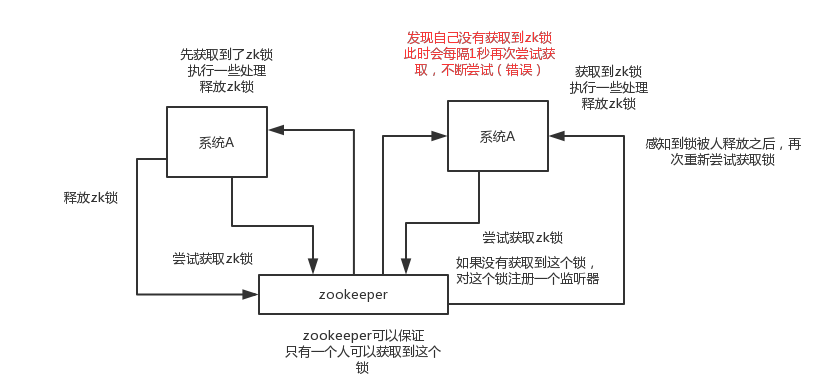 先获取到了zk锁
执行一些处理
释放zk锁
发现自己没有获取到zk锁
此时会每隔1秒再次尝试获
取，不断尝试（错误）
获取到zk锁
执行一些处理
释放zk锁
系统A
系统A
感知到锁被人释放之后，再
次重新尝试获取锁
释放zk锁
尝试获取zk锁
尝试获取zk锁
如果没有获取到这个锁，
对这个锁注册一个监听器
zookeeper
zookeeper可以保证
只有一个人可以获取到这个
锁